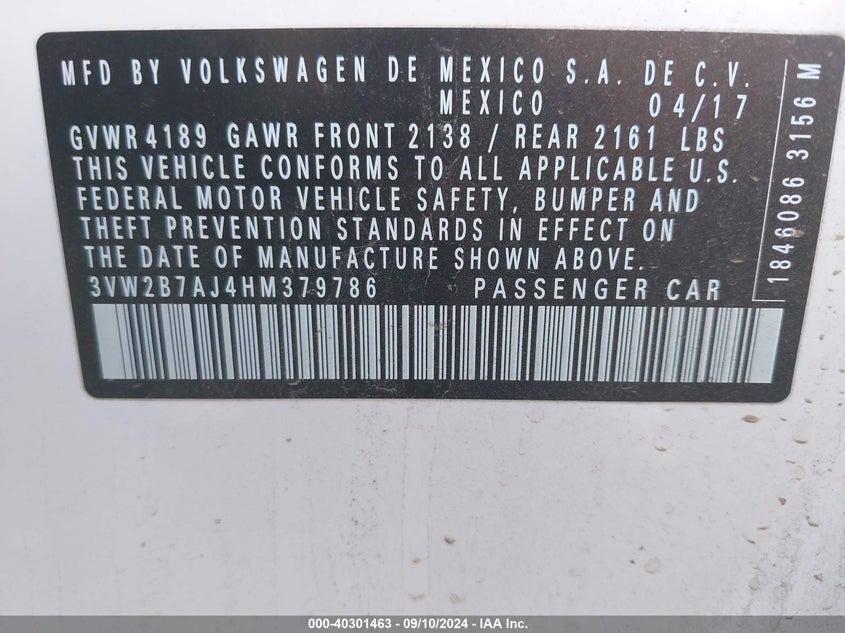 MFD BY VOLKSWAGEN DE MEXICO S.A. DE C.V.
MEXICO 04/17
GVWR 4189 GAWR FRONT 2138 / REAR 2161 LBS
THIS VEHICLE CONFORMS TO ALL APPLICABLE U.S.
FEDERAL MOTOR VEHICLE SAFETY, BUMPER AND
THEFT PREVENTION STANDARDS IN EFFECT ON
THE DATE OF MANUFACTURE SHOWN ABOVE.
3VW2B7AJ4HM379786 PASSENGER CAR
1846086 3156 M
000-40301463 - 09/10/2024 - IAA Inc.